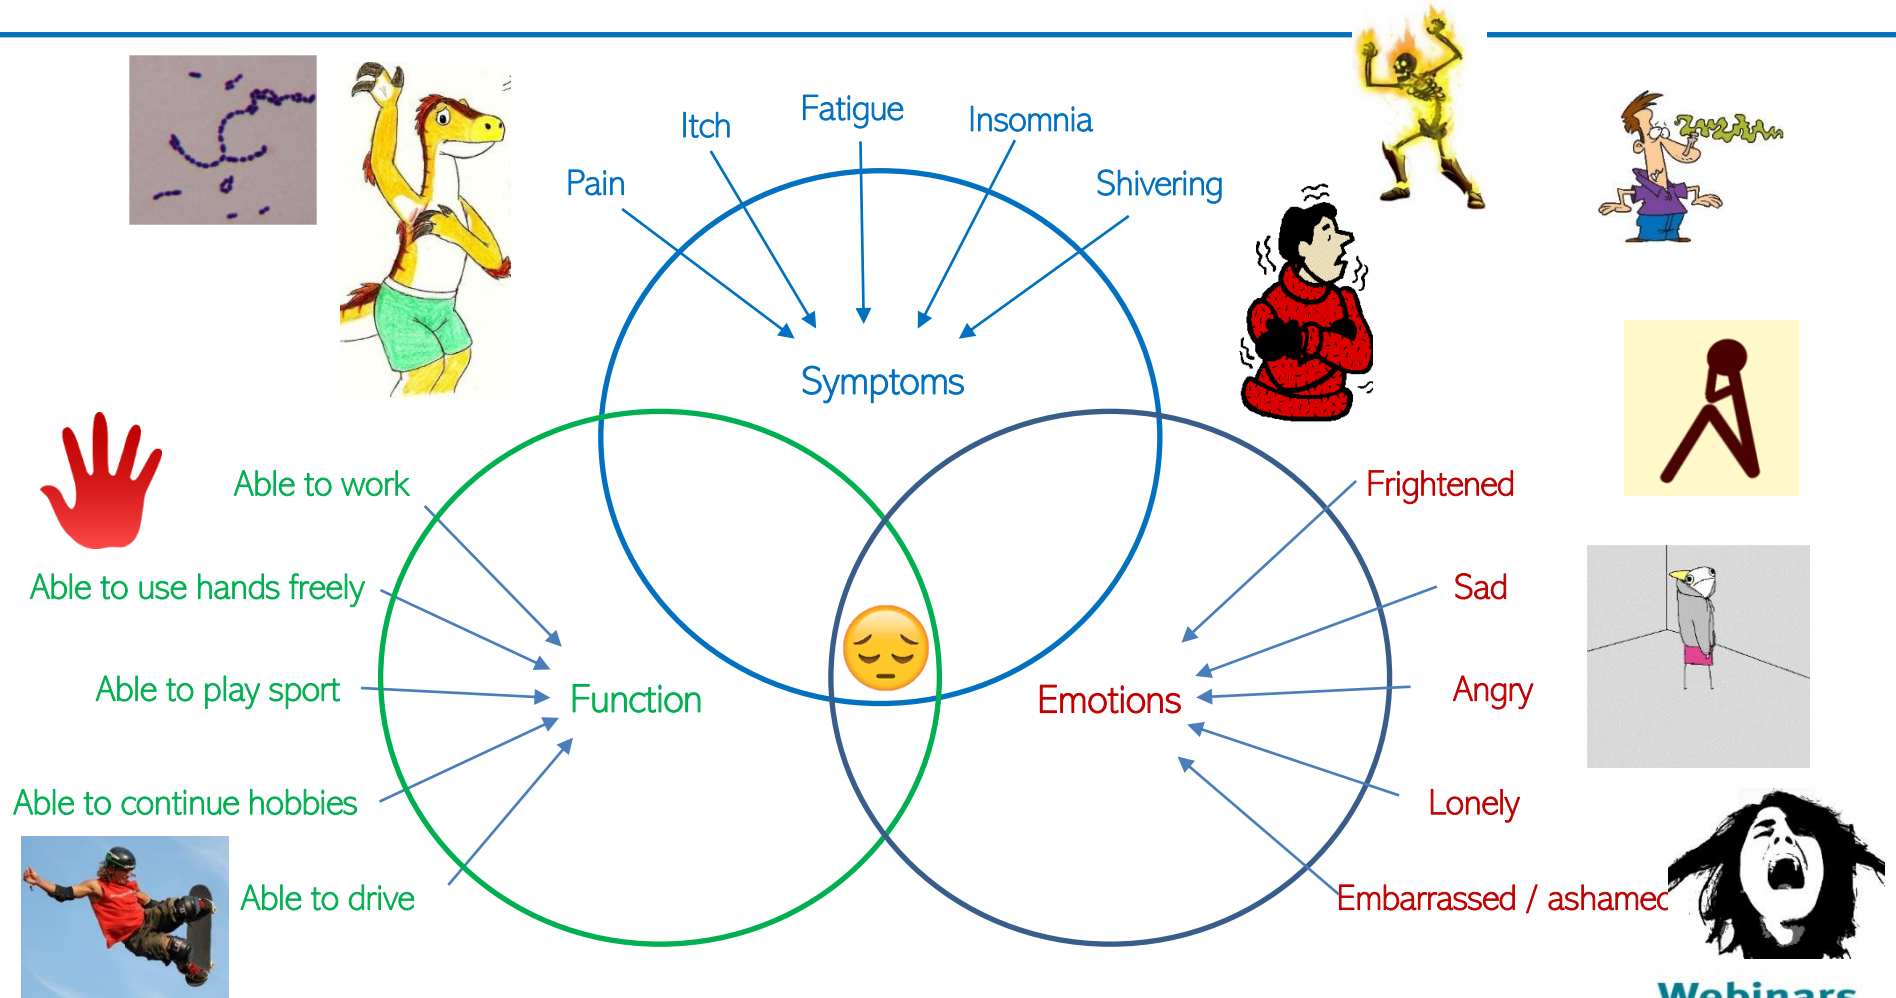 Fatigue
Itch
Insomnia
Pain
Shivering
Symptoms
Able to work
Frightened
Able to use hands freely
Sad
Able to play sport
Function
Emotions
Angry
Able to continue hobbies
Lonely
Able to drive
Embarrassed / ashamed
Webinars